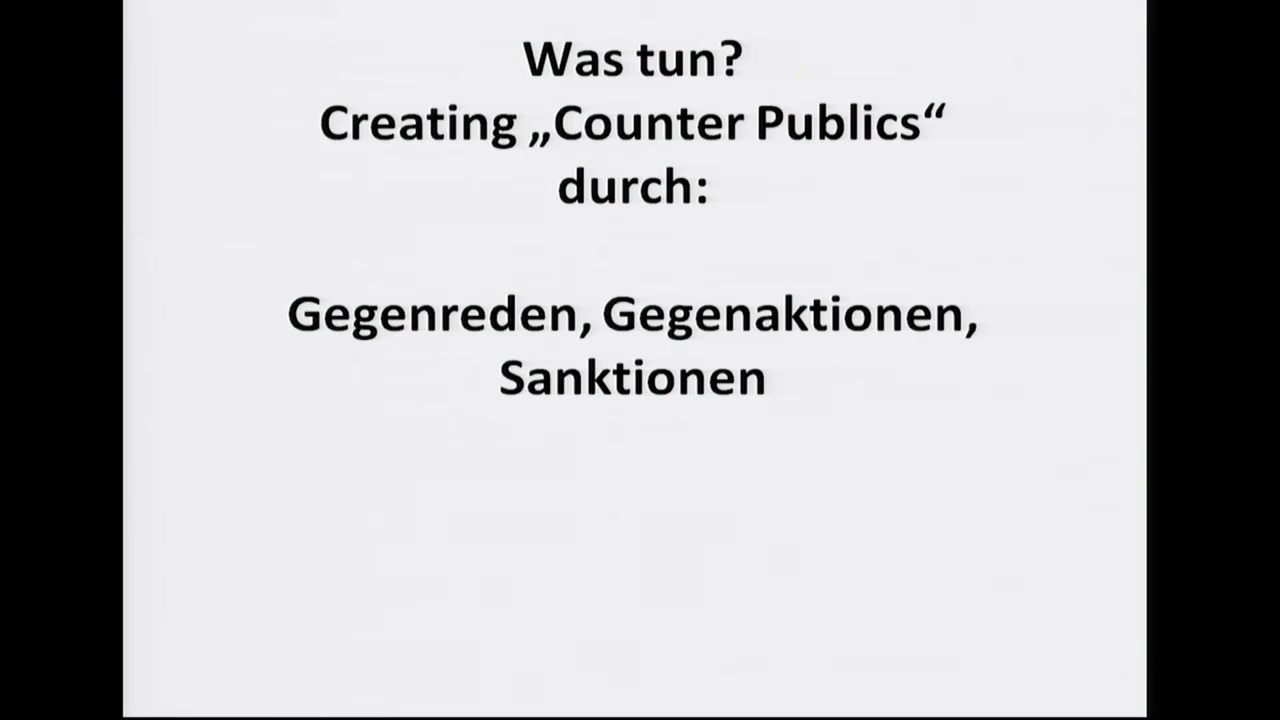 Was tun?
Creating „Counter Publics“
durch:
Gegenreden, Gegenaktionen,
Sanktionen